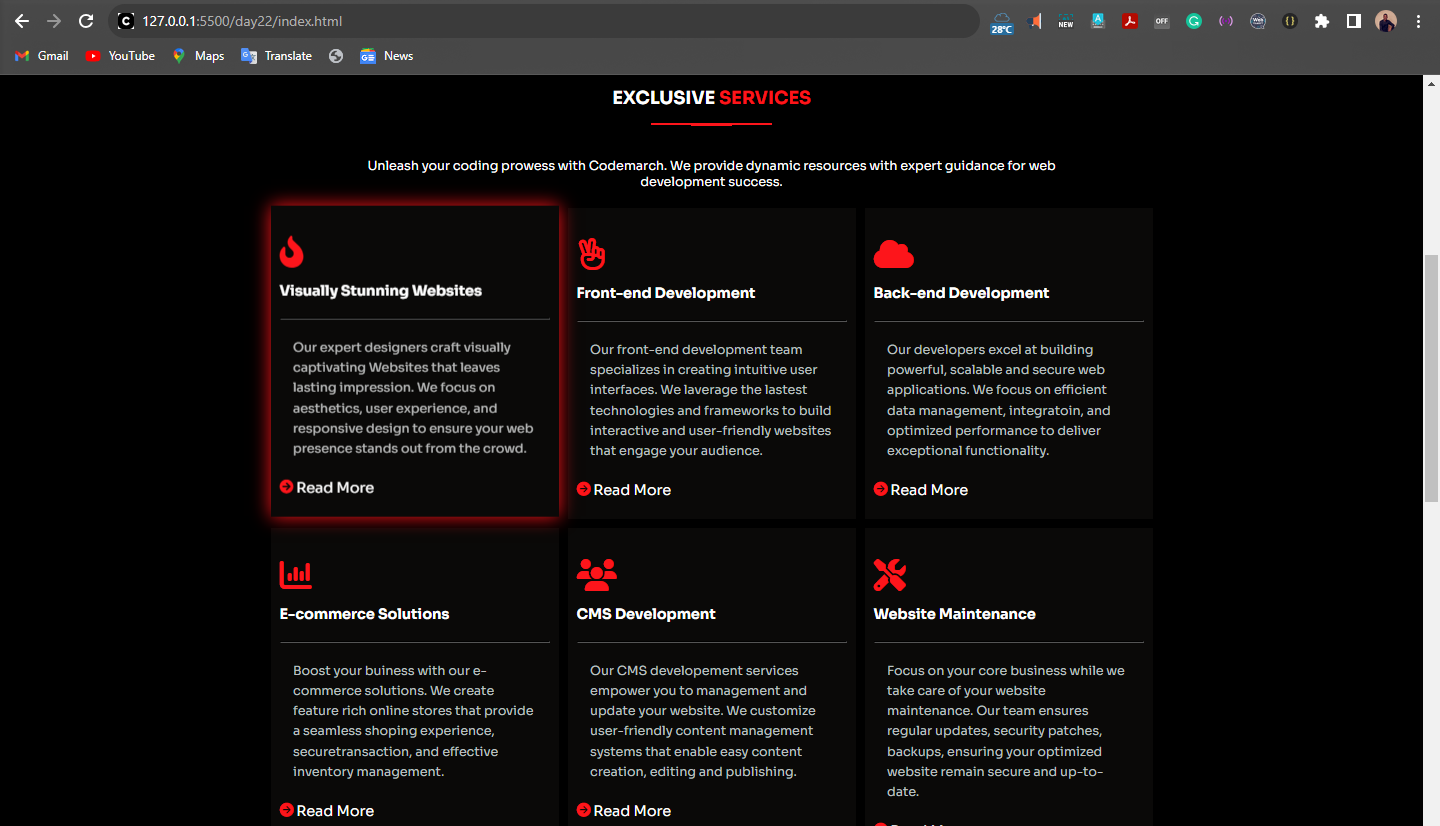 127.0.0.1:5500/day22/index.html
28°C
NEW
OFF
Gmail
YouTube
Maps
Translate
News
EXCLUSIVE SERVICES
Unleash your coding prowess with Codemarch. We provide dynamic resources with expert guidance for web
development success.
Visually Stunning Websites
Our expert designers craft visually
captivating Websites that leaves
lasting impression. We focus on
aesthetics, user experience, and
responsive design to ensure your web
presence stands out from the crowd.
Read More
Front-end Development
Our front-end development team
specializes in creating intuitive user
interfaces. We laverage the lastest
technologies and frameworks to build
interactive and user-friendly websites
that engage your audience.
Read More
Back-end Development
Our developers excel at building
powerful, scalable and secure web
applications. We focus on efficient
data management, integratoin, and
optimized performance to deliver
exceptional functionality.
Read More
E-commerce Solutions
Boost your buiness with our e-
commerce solutions. We create
feature rich online stores that provide
a seamless shoping experience,
securetransaction, and effective
inventory management.
Read More
CMS Development
Our CMS developement services
empower you to management and
update your website. We customize
user-friendly content management
systems that enable easy content
creation, editing and publishing.
Read More
Website Maintenance
Focus on your core business while we
take care of your website
maintenance. Our team ensures
regular updates, security patches,
backups, ensuring your optimized
website remain secure and up-to-
date.